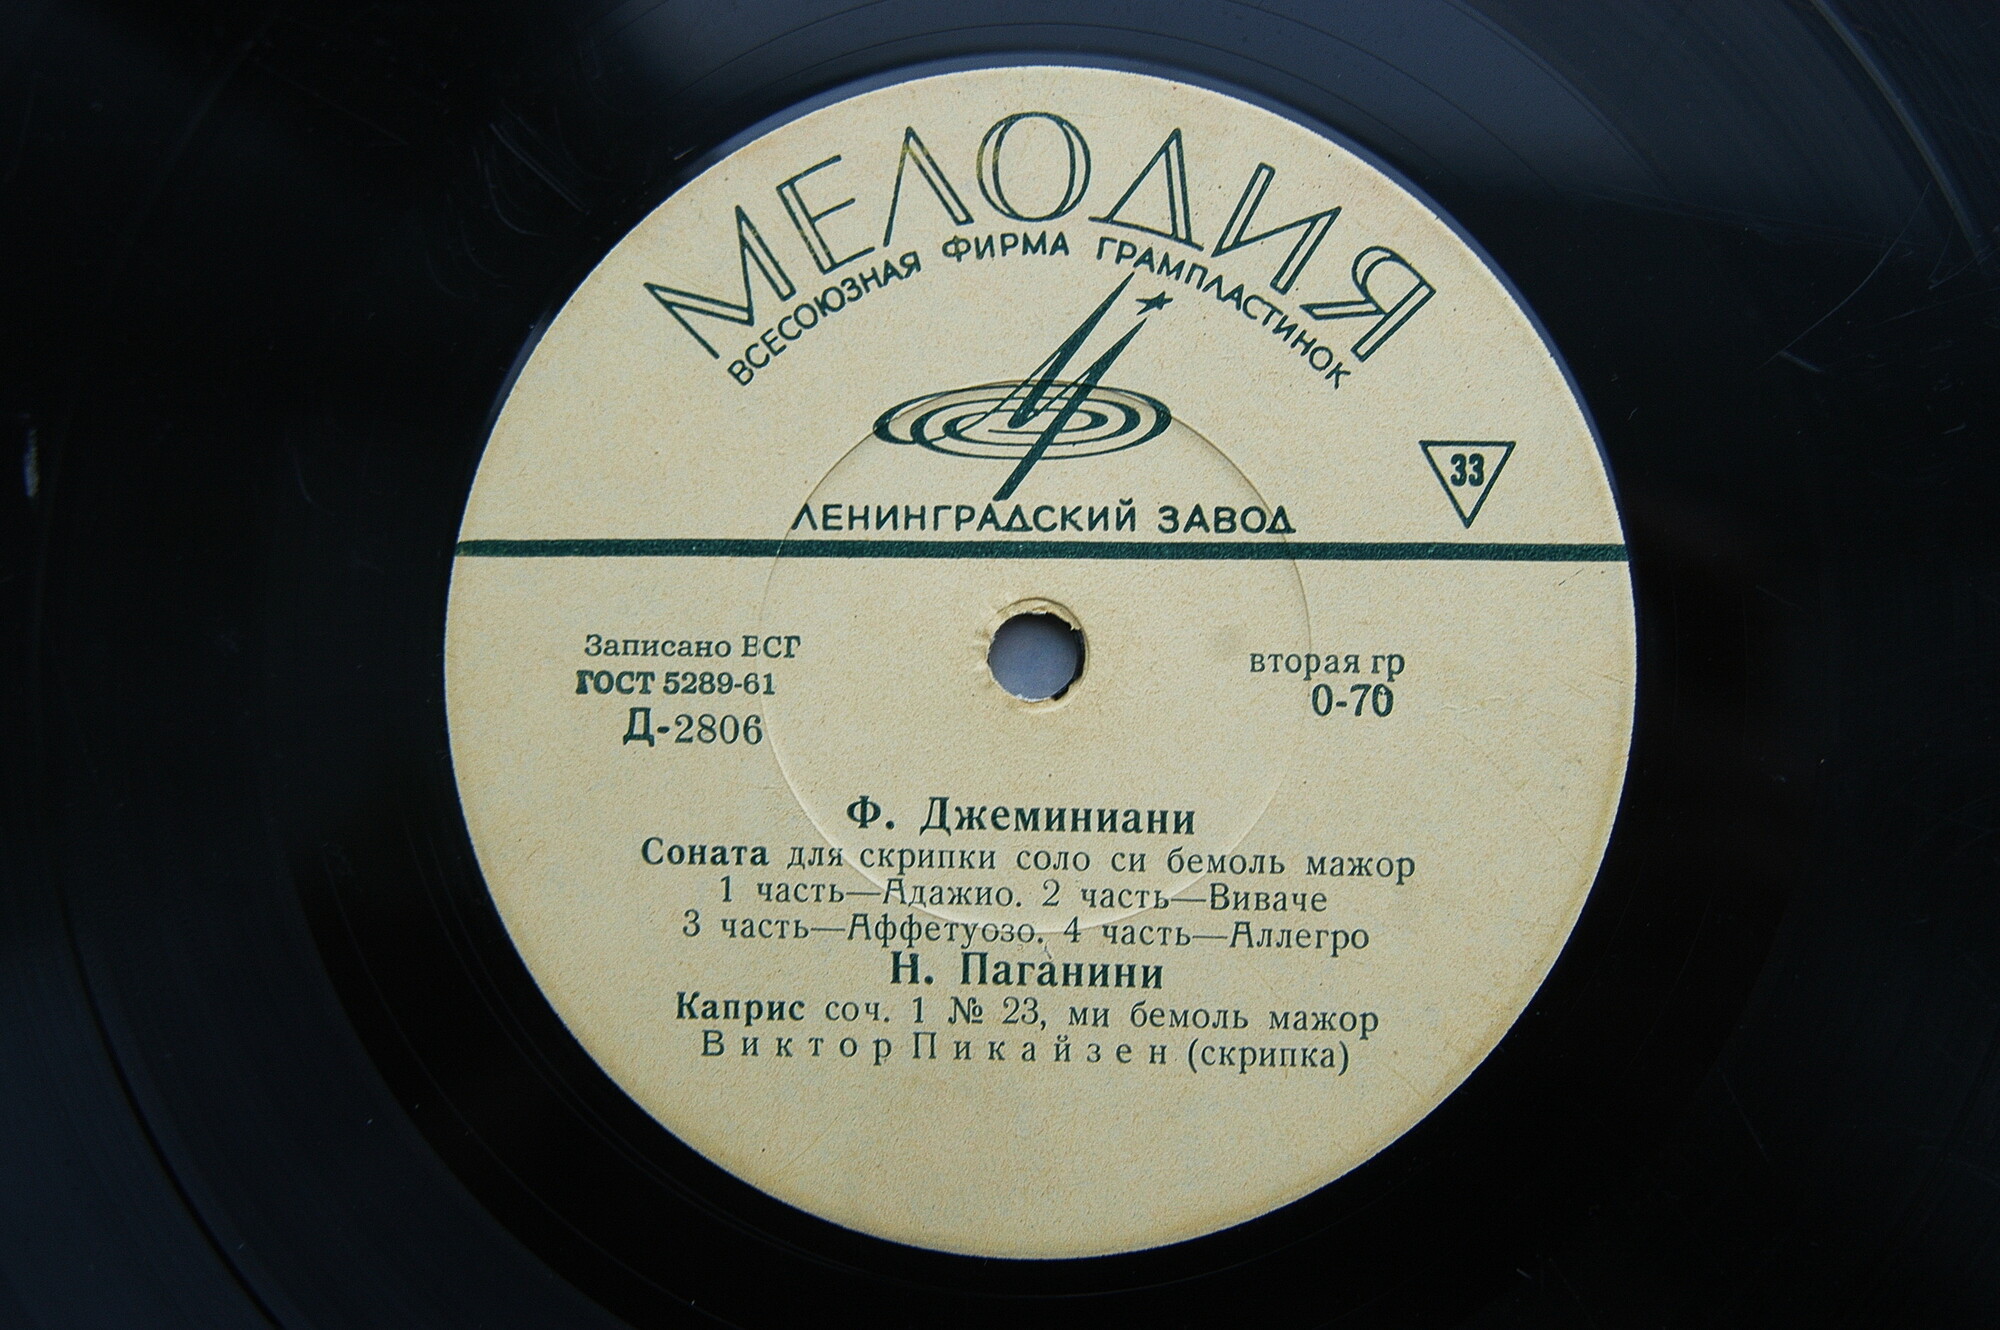 МЕЛОДИЯ
ВСЕСОЮЗНАЯ ФИРМА ГРАМПЛАСТИНОК
33
ЛЕНИНГРАДСКИЙ ЗАВОД
Записано ВСГ
ГОСТ 5289-61
Д-2806
вторая гр
0-70
Ф. Джеминиани
Соната для скрипки соло си бемоль мажор
1 часть—Адажио. 2 часть—Виваче
3 часть—Аффетуозо. 4 часть—Аллегро
Н. Паганини
Каприс соч. 1 № 23, ми бемоль мажор
Виктор Пикайзен (скрипка)